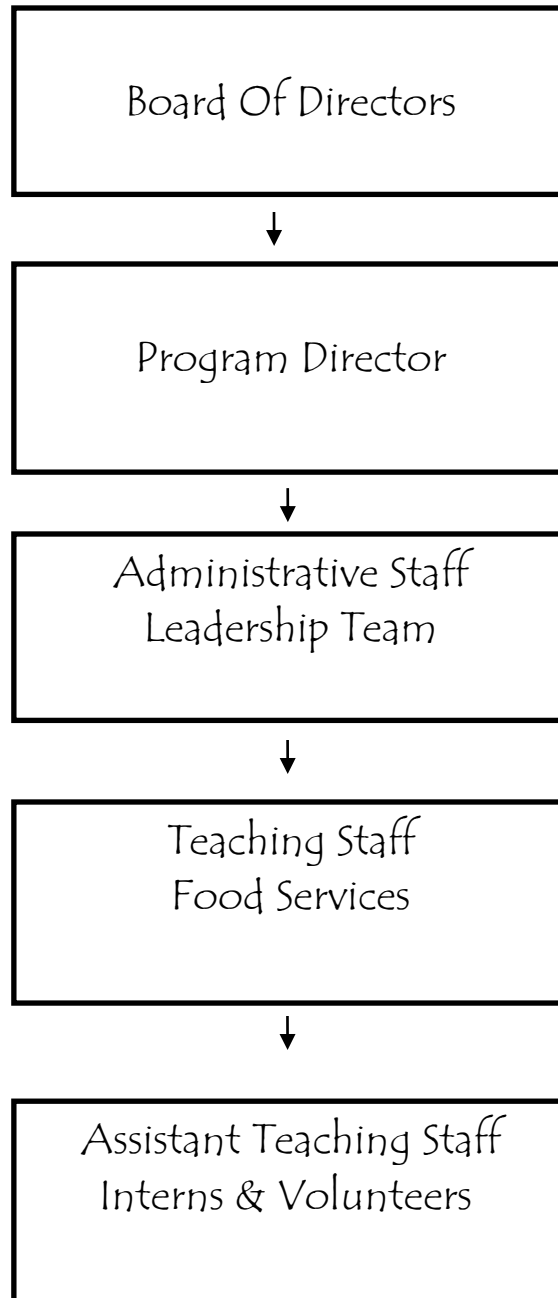 Board Of Directors
Program Director
Administrative Staff
Leadership Team
Teaching Staff
Food Services
Assistant Teaching Staff
Interns & Volunteers